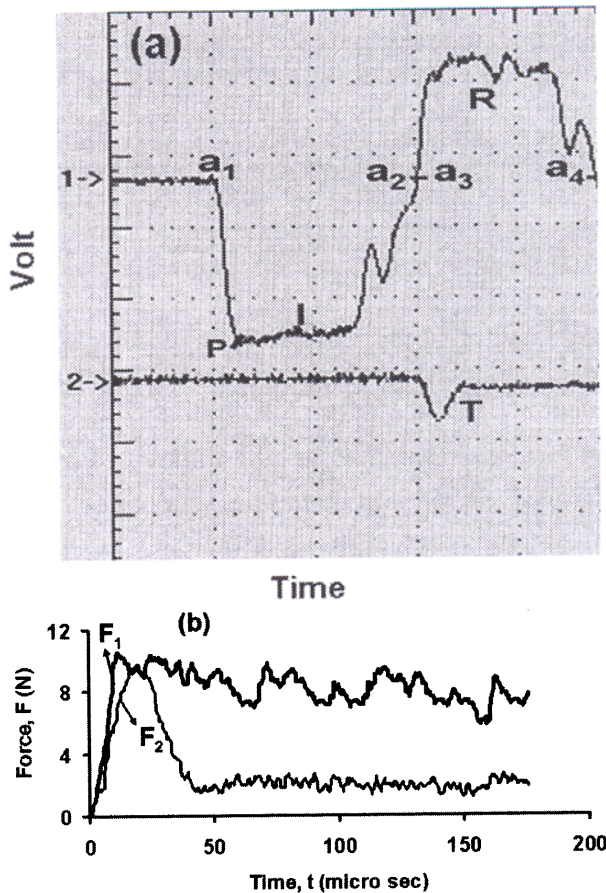 (a)
R
1-> a1 a2 a3 a4
Volt
I
P
2->
T
Time
(b)
12
F1
8
F2
4
0
Force, F (N)
0 50 100 150 200
Time, t (micro sec)